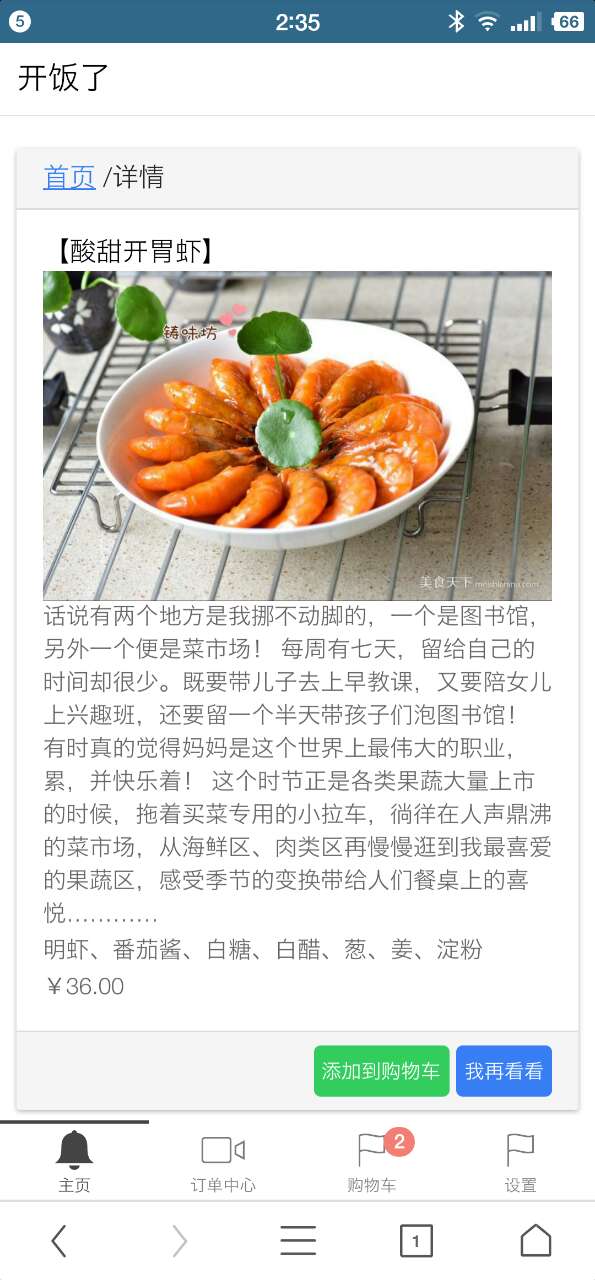 5
2:35
66
开饭了
首页 /详情
【酸甜开胃虾】
铸味坊
美食天下
话说有两个地方是我挪不动脚的，一个是图书馆，
另外一个便是菜市场！ 每周有七天，留给自己的
时间却很少。既要带儿子去上早教课，又要陪女儿
上兴趣班，还要留一个半天带孩子们泡图书馆！
有时真的觉得妈妈是这个世界上最伟大的职业，
累，并快乐着！ 这个时节正是各类果蔬大量上市
的时候，拖着买菜专用的小拉车，徜徉在人声鼎沸
的菜市场，从海鲜区、肉类区再慢慢逛到我最喜爱
的果蔬区，感受季节的变换带给人们餐桌上的喜
悦…………
明虾、番茄酱、白糖、白醋、葱、姜、淀粉
￥36.00
添加到购物车 我再看看
2
主页 订单中心 购物车 设置
1